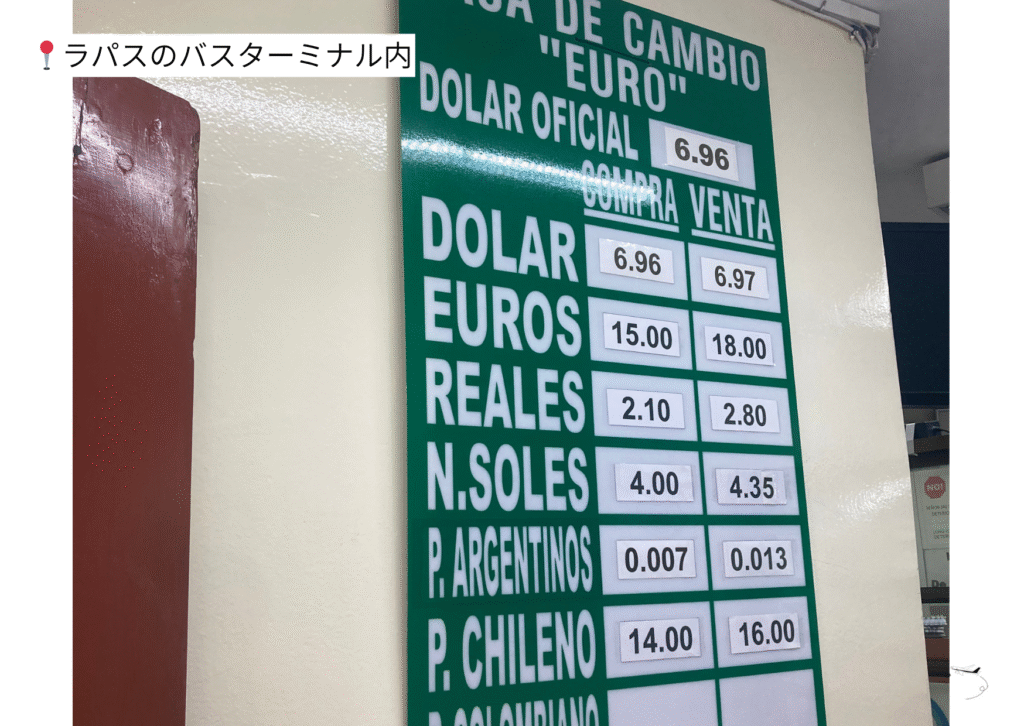 📍ラパスのバスターミナル内
DE CAMBIO
"EURO"
DOLAR OFICIAL 6.96
COMPRA VENTA
DOLAR 6.96 6.97
EUROS 15.00 18.00
REALES 2.10 2.80
N.SOLES 4.00 4.35
P. ARGENTINOS 0.007 0.013
P. CHILENO 14.00 16.00
P. COLOMBIANO
NO!